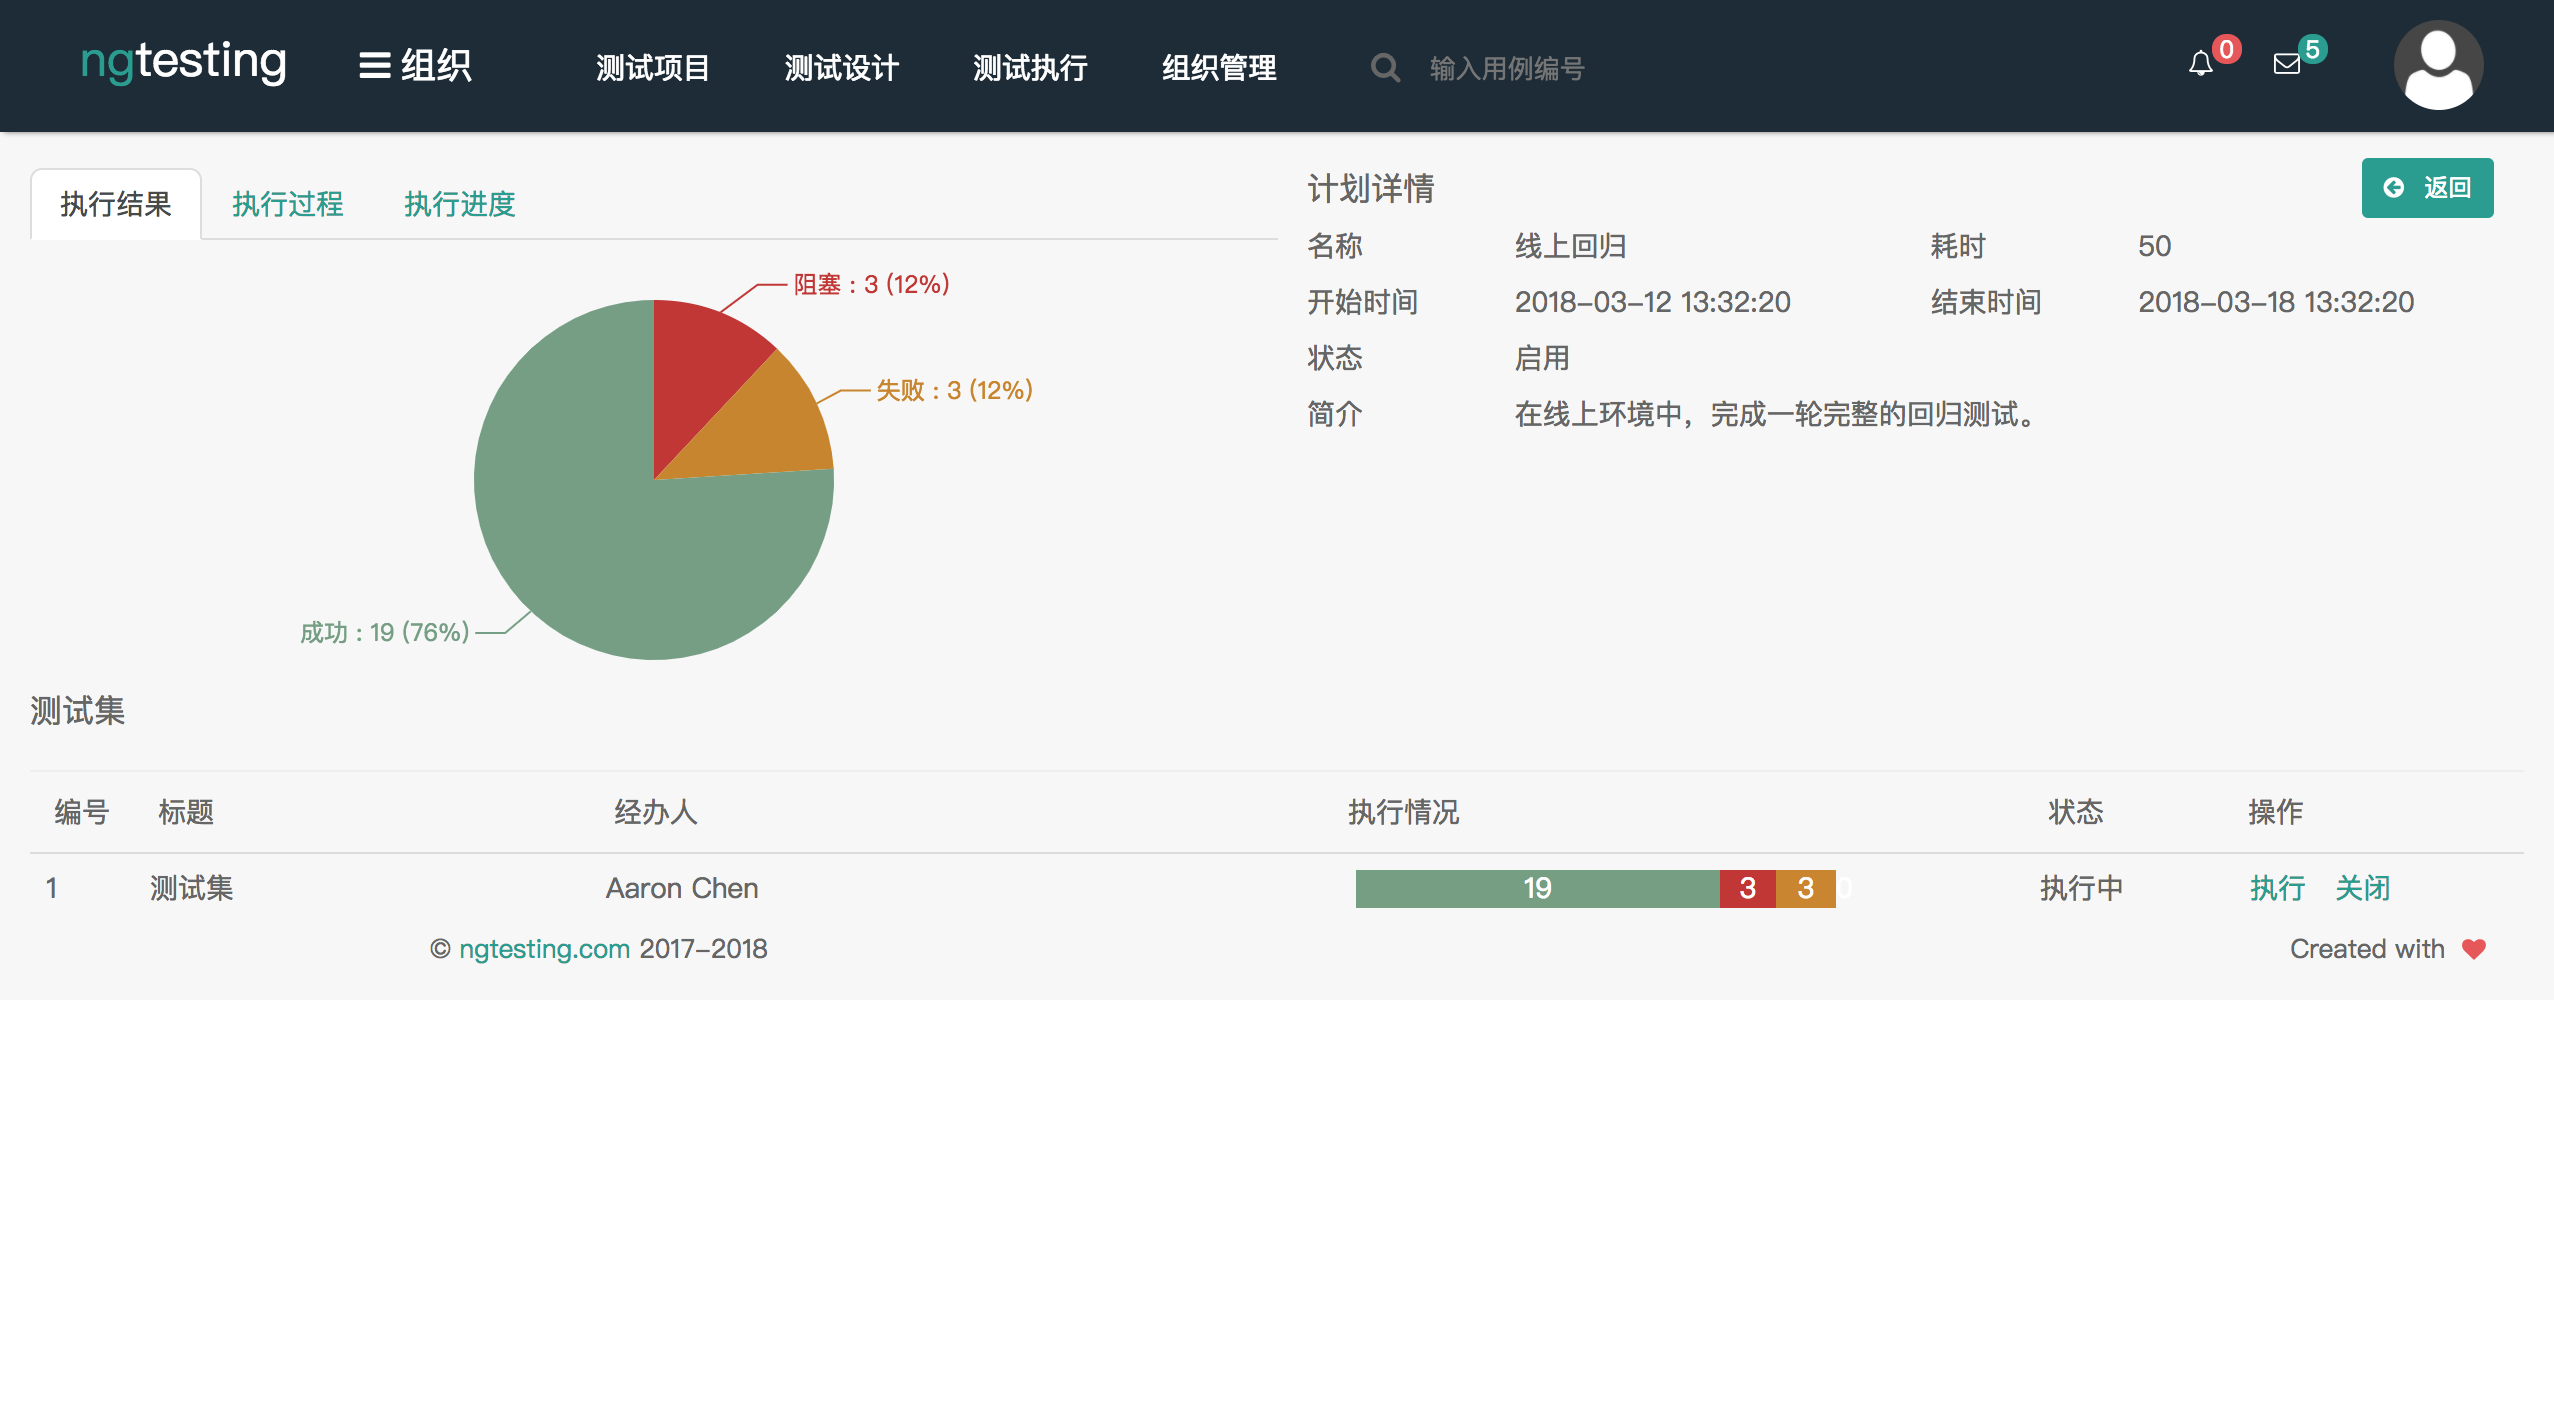 ngtesting 组织 测试项目 测试设计 测试执行 组织管理 输入用例编号 0 5
执行结果 执行过程 执行进度
阻塞 : 3 (12%)
失败 : 3 (12%)
成功 : 19 (76%)
计划详情 返回
名称 线上回归 耗时 50
开始时间 2018-03-12 13:32:20 结束时间 2018-03-18 13:32:20
状态 启用
简介 在线上环境中，完成一轮完整的回归测试。
测试集
编号 标题 经办人 执行情况 状态 操作
1 测试集 Aaron Chen 19 3 3 0 执行中 执行 关闭
© ngtesting.com 2017-2018 Created with